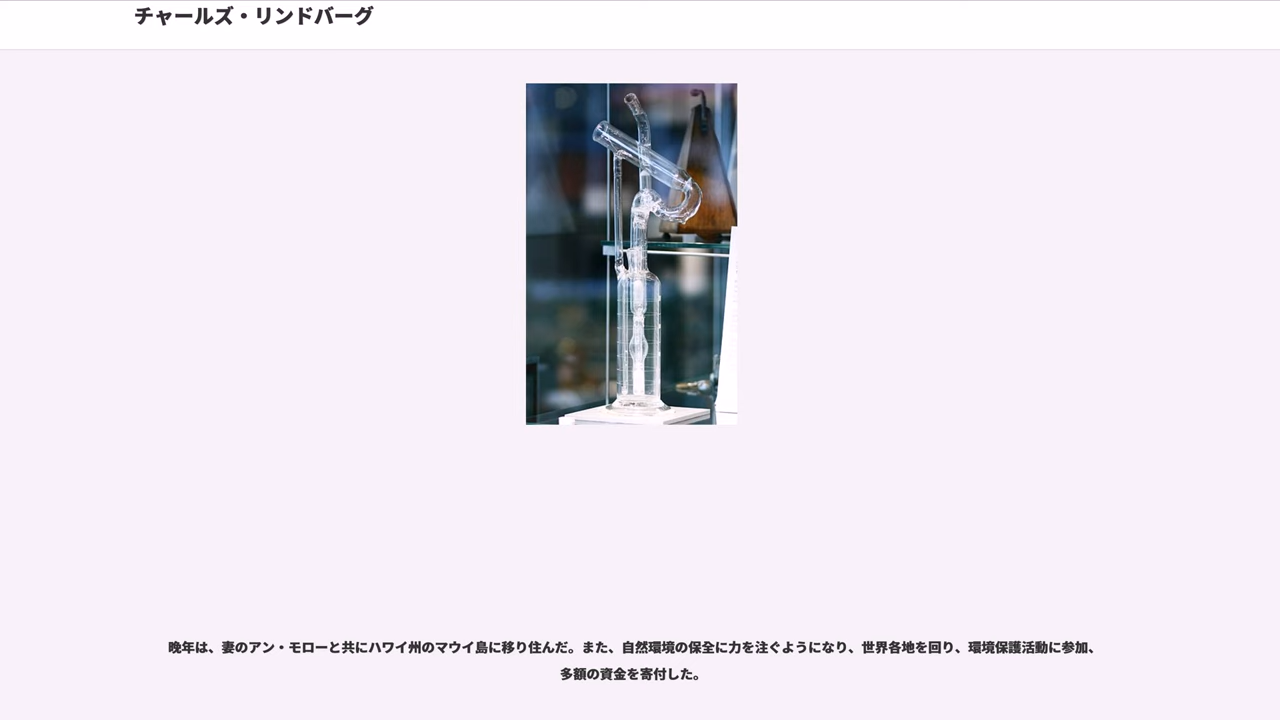 チャールズ・リンドバーグ
晩年は、妻のアン・モローと共にハワイ州のマウイ島に移り住んだ。また、自然環境の保全に力を注ぐようになり、世界各地を回り、環境保護活動に参加、
多額の資金を寄付した。